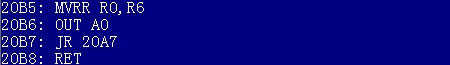 20B5: MVRR R0,R6
20B6: OUT A0
20B7: JR 20A7
20B8: RET